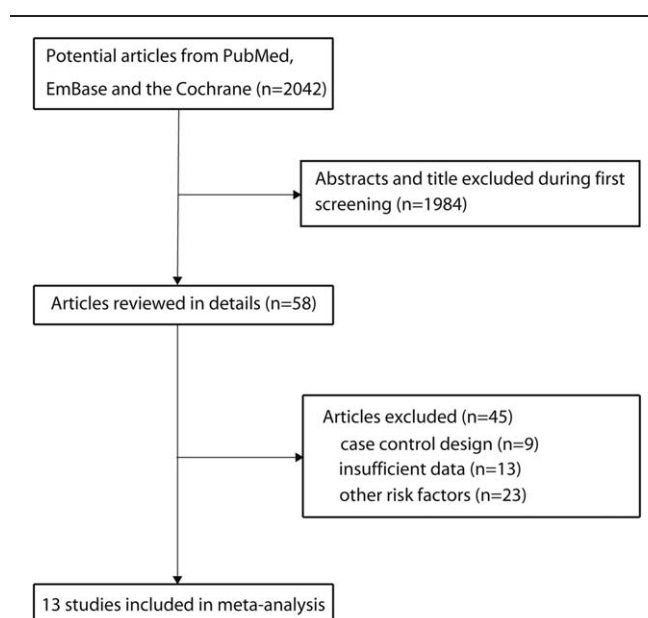 Potential articles from PubMed,
EmBase and the Cochrane (n=2042)
Abstracts and title excluded during first
screening (n=1984)
Articles reviewed in details (n=58)
Articles excluded (n=45)
case control design (n=9)
insufficient data (n=13)
other risk factors (n=23)
13 studies included in meta-analysis